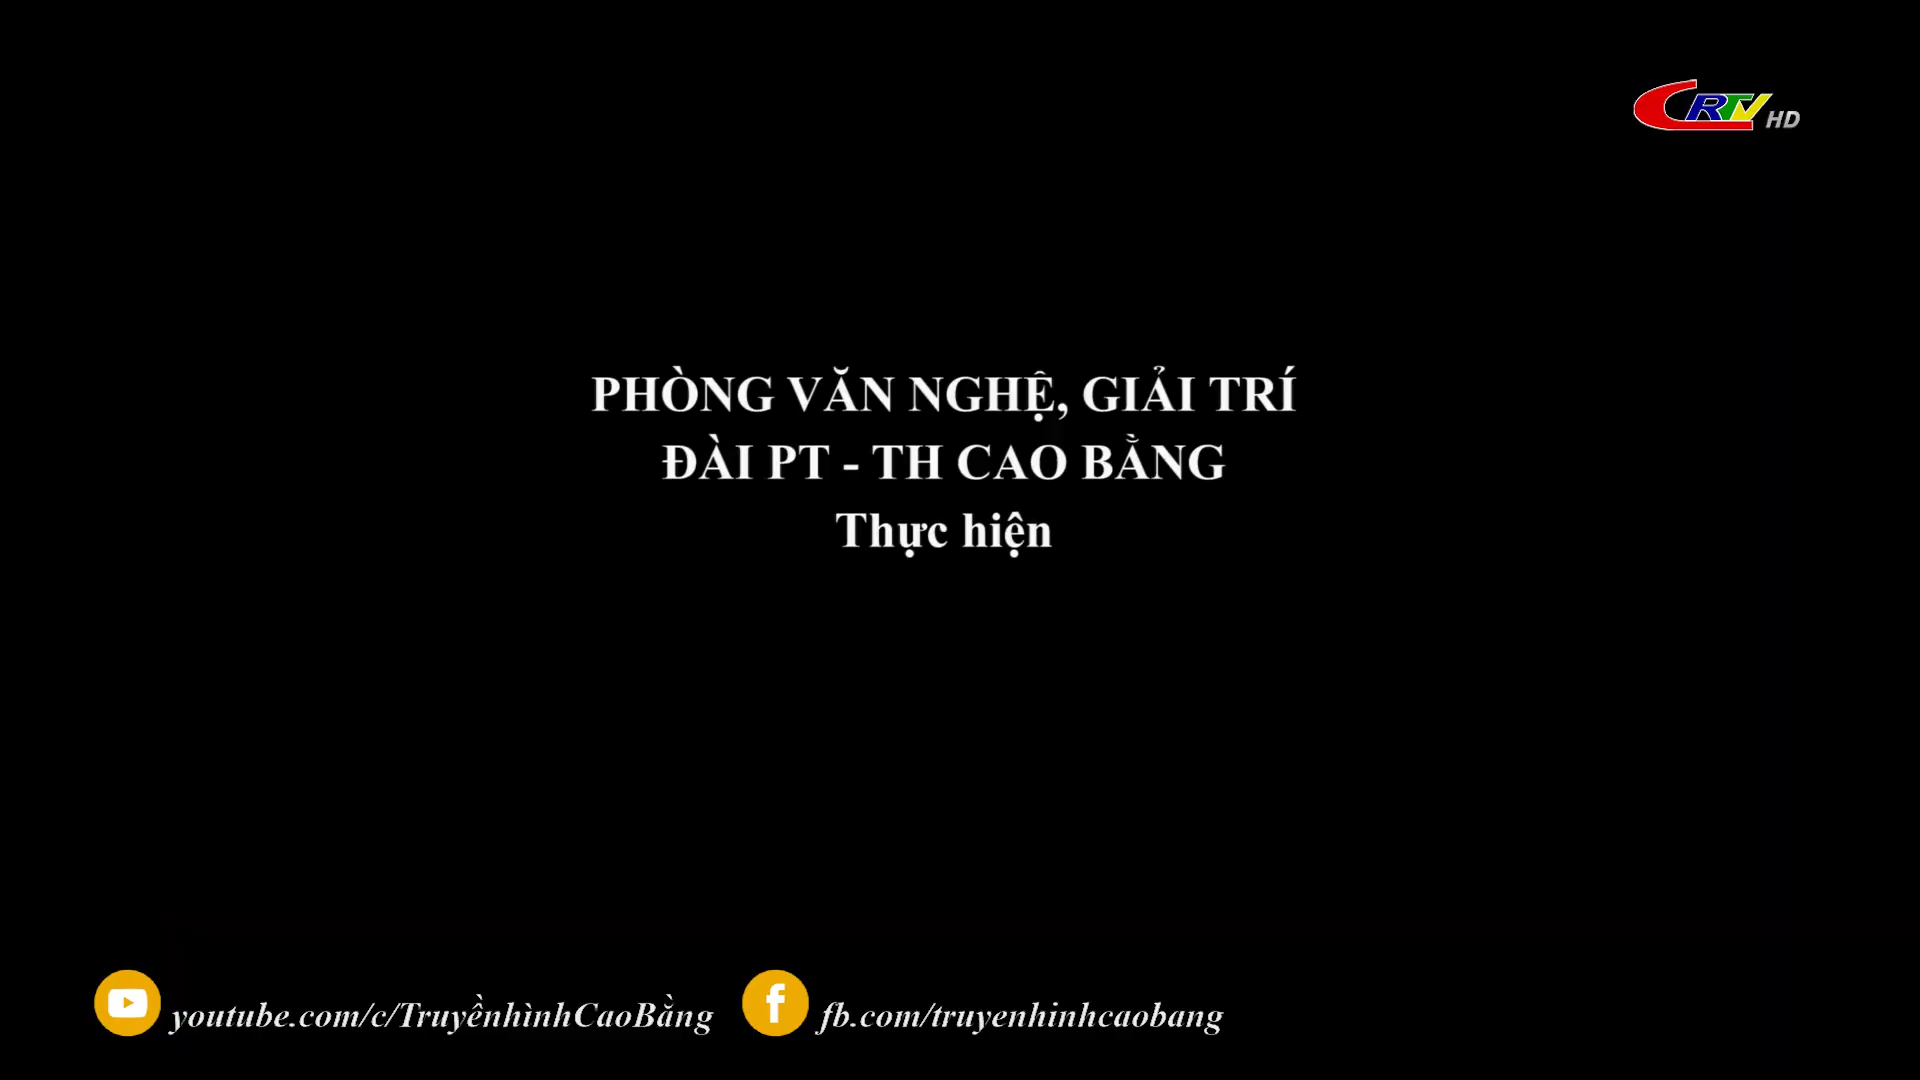 CRTV HD
PHÒNG VĂN NGHỆ, GIẢI TRÍ
ĐÀI PT - TH CAO BẰNG
Thực hiện
youtube.com/c/TruyềnhìnhCaoBằng
fb.com/truyenhinhcaobang